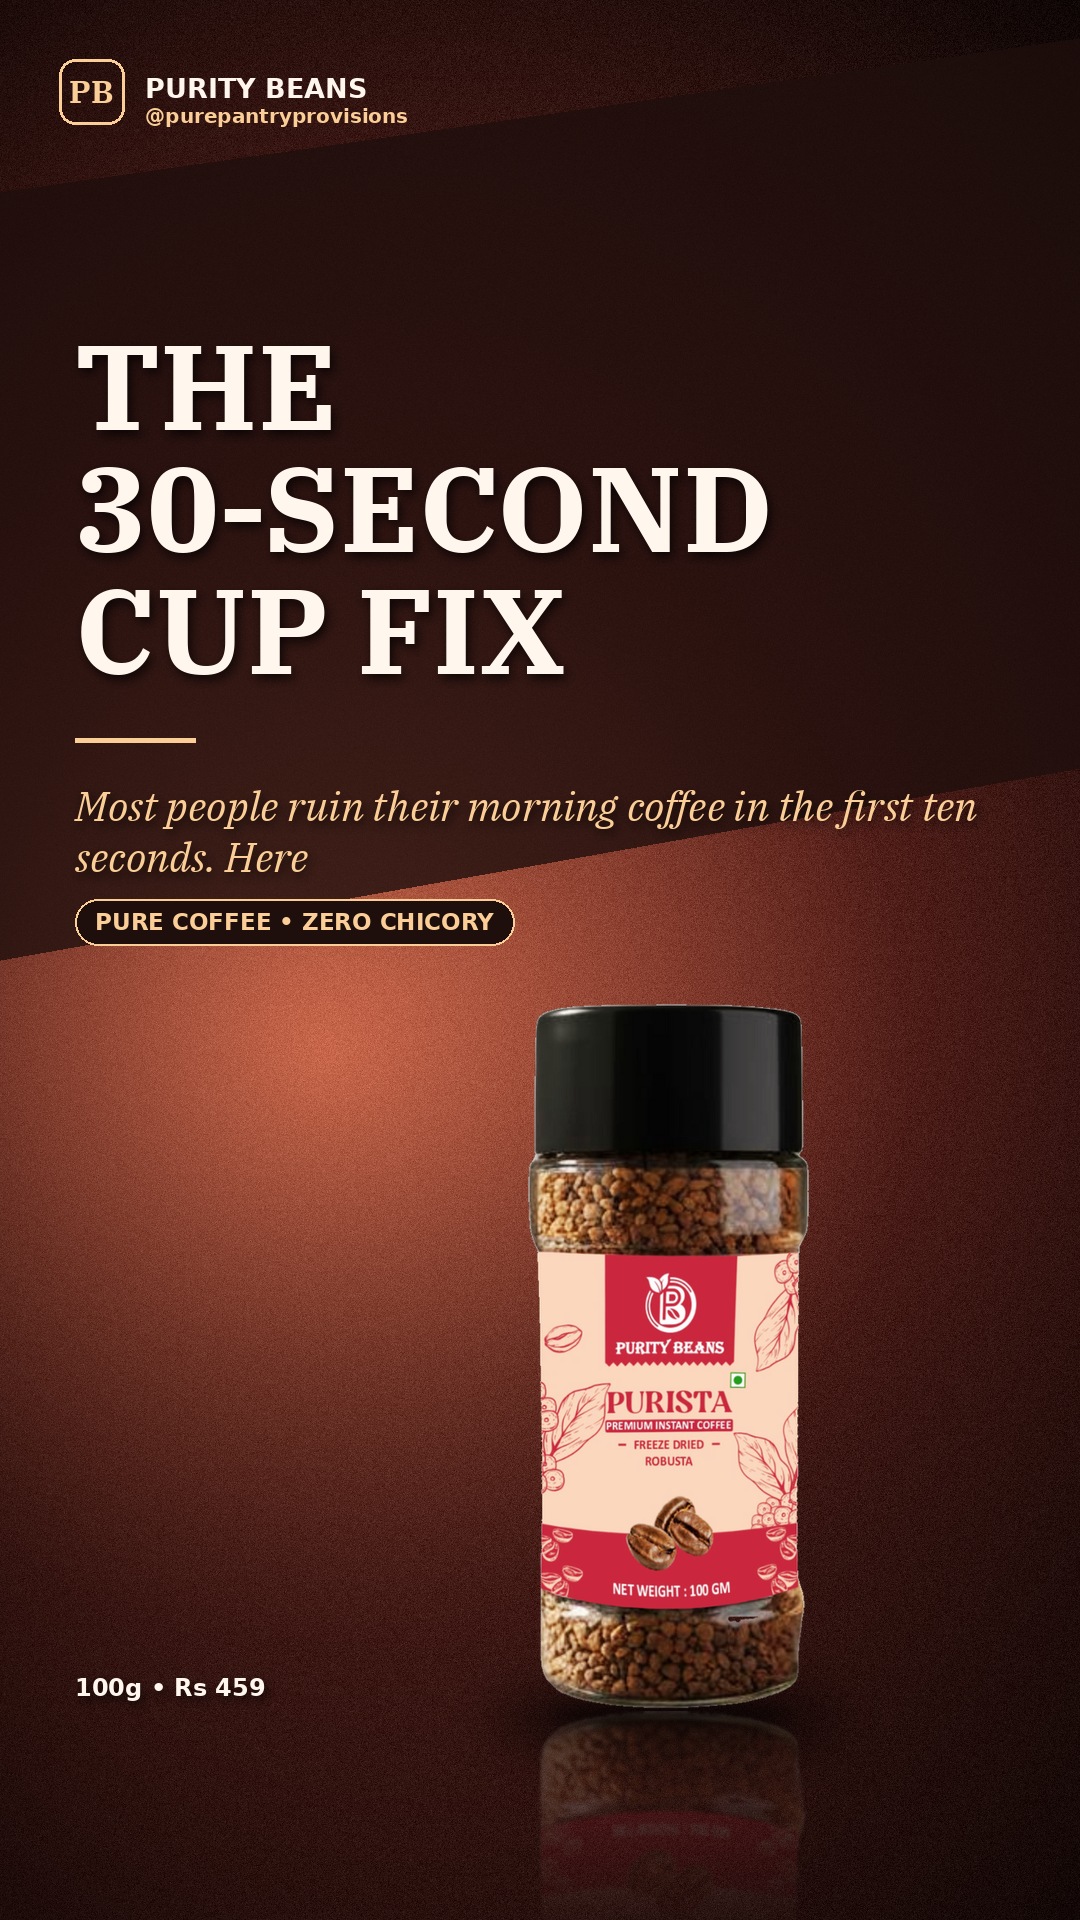 PB
PURITY BEANS
@purepantryprovisions
THE
30-SECOND
CUP FIX
Most people ruin their morning coffee in the first ten
seconds. Here
PURE COFFEE • ZERO CHICORY
PURITY BEANS
PURISTA
PREMIUM INSTANT COFFEE
– FREEZE DRIED –
ROBUSTA
NET WEIGHT : 100 GM
100g • Rs 459